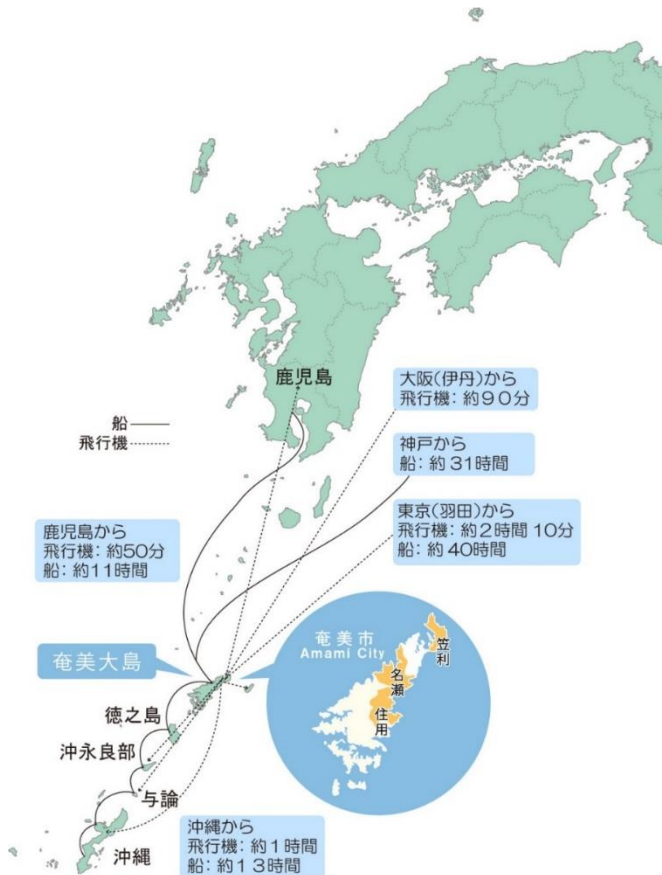 鹿児島
大阪(伊丹)から
飛行機:約90分
船
飛行機
神戸から
船:約31時間
東京(羽田)から
飛行機:約2時間10分
船:約40時間
鹿児島から
飛行機:約50分
船:約11時間
奄美市
Amami City
笠利
名瀬
住用
奄美大島
徳之島
沖永良部
与論
沖縄
沖縄から
飛行機:約1時間
船:約13時間